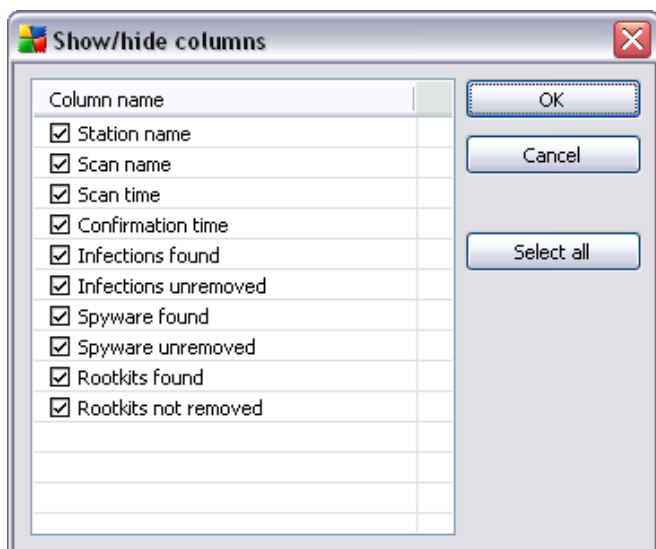 Show/hide columns
Column name
Station name
Scan name
Scan time
Confirmation time
Infections found
Infections unremoved
Spyware found
Spyware unremoved
Rootkits found
Rootkits not removed
OK
Cancel
Select all